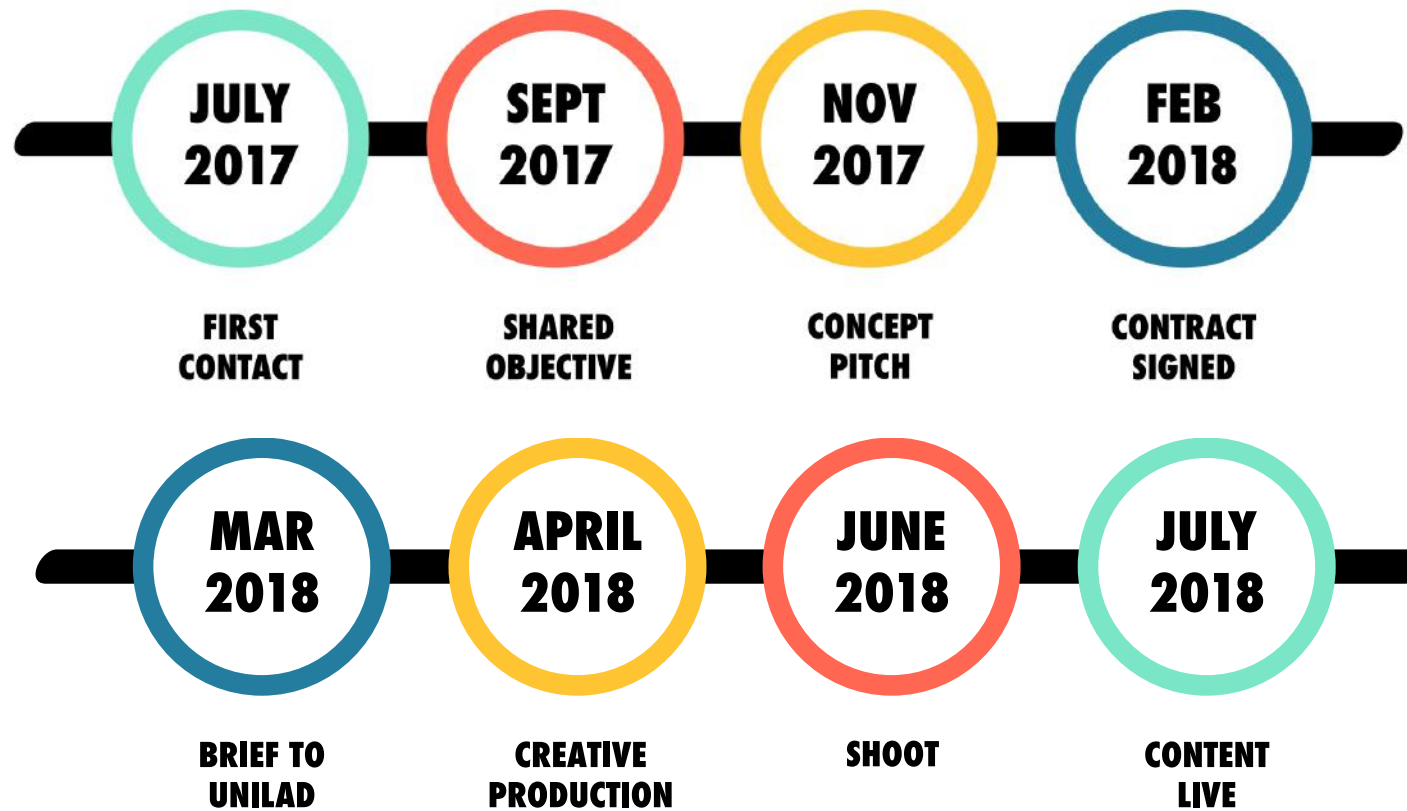 JULY
2017
SEPT
2017
NOV
2017
FEB
2018
FIRST
CONTACT
SHARED
OBJECTIVE
CONCEPT
PITCH
CONTRACT
SIGNED
MAR
2018
APRIL
2018
JUNE
2018
JULY
2018
BRIEF TO
UNILAD
CREATIVE
PRODUCTION
SHOOT
CONTENT
LIVE